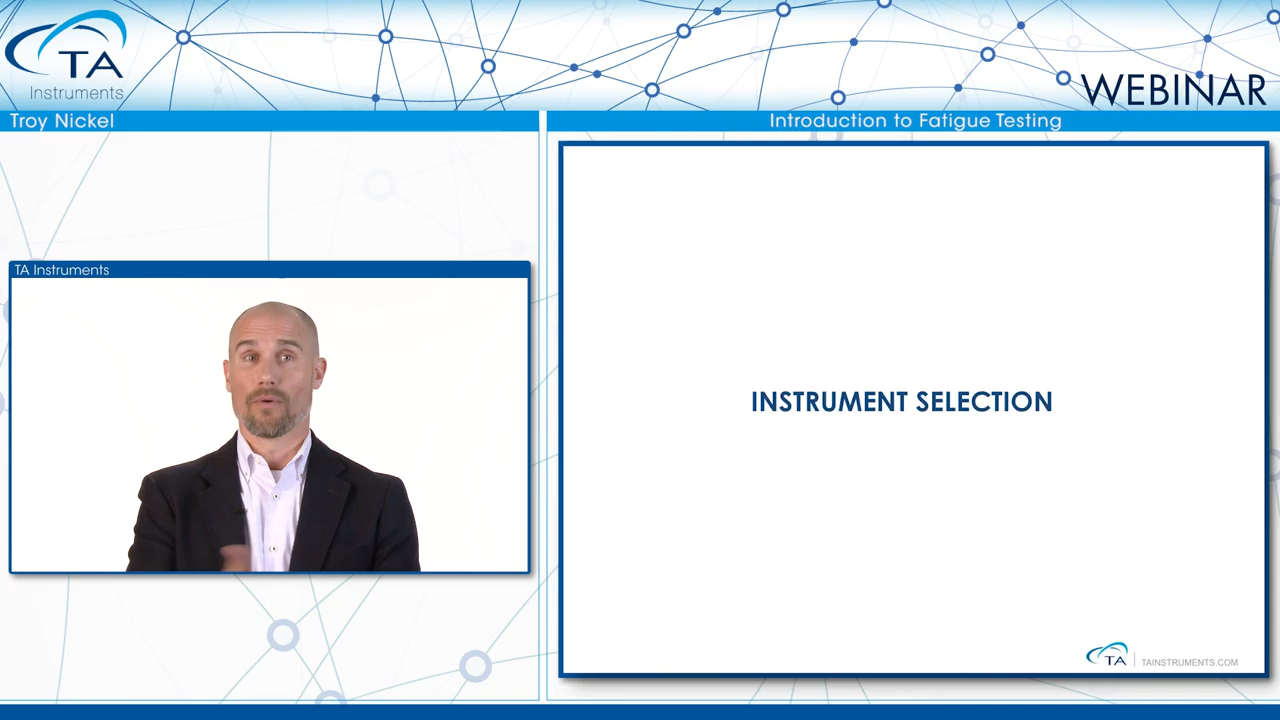 TA
Instruments
WEBINAR
Troy Nickel
Introduction to Fatigue Testing
TA Instruments
INSTRUMENT SELECTION
TA
TAINSTRUMENTS.COM